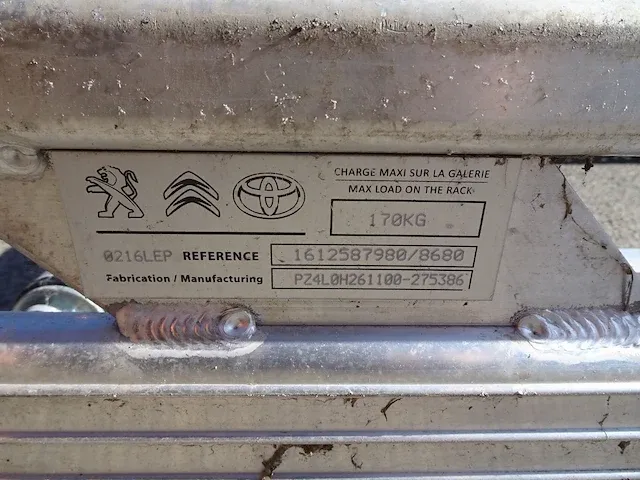 CHARGE MAXI SUR LA GALERIE
MAX LOAD ON THE RACK
170KG
0216LEP REFERENCE 1612587980/8680
Fabrication / Manufacturing PZ4L0H261100-275386